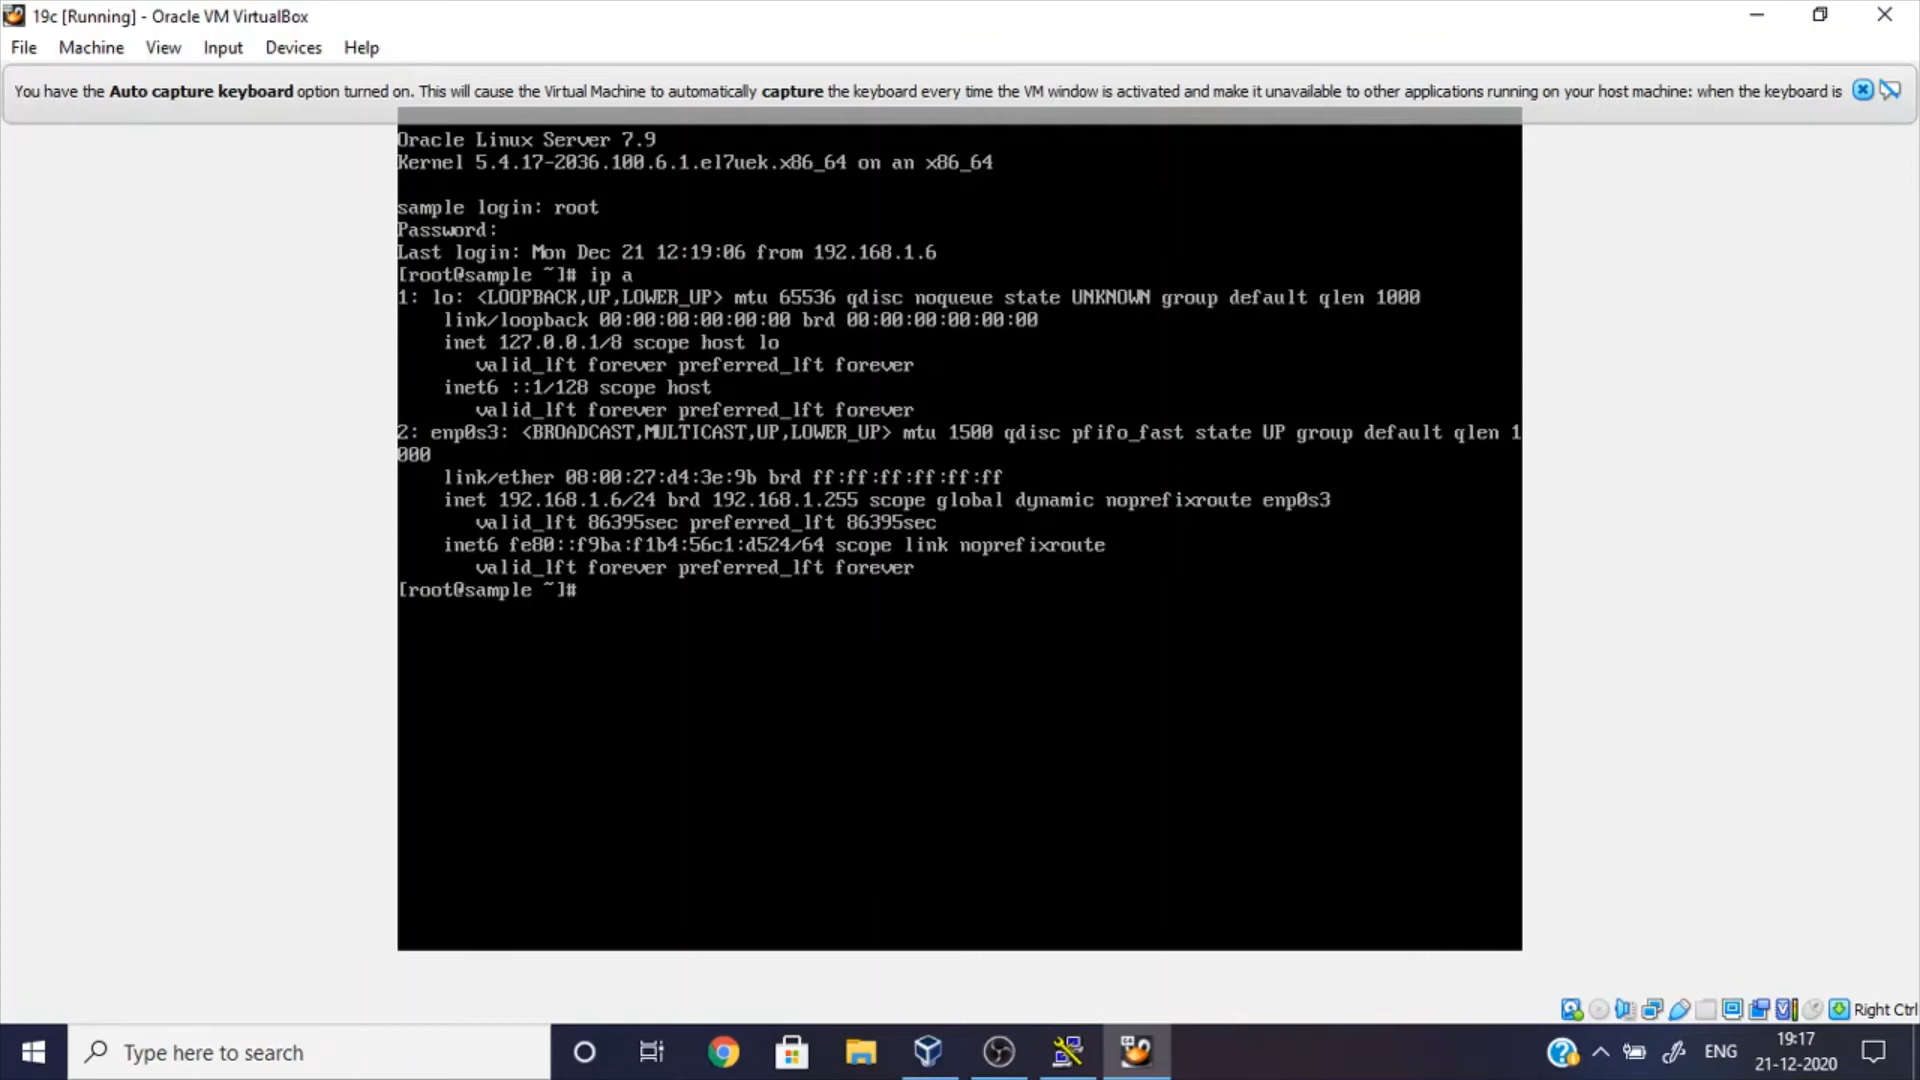 19c [Running] - Oracle VM VirtualBox
File Machine View Input Devices Help
You have the Auto capture keyboard option turned on. This will cause the Virtual Machine to automatically capture the keyboard every time the VM window is activated and make it unavailable to other applications running on your host machine: when the keyboard is
Oracle Linux Server 7.9
Kernel 5.4.17-2036.100.6.1.el7uek.x86_64 on an x86_64
sample login: root
Password:
Last login: Mon Dec 21 12:19:06 from 192.168.1.6
[root@sample ~]# ip a
1: lo: <LOOPBACK,UP,LOWER_UP> mtu 65536 qdisc noqueue state UNKNOWN group default qlen 1000
link/loopback 00:00:00:00:00:00 brd 00:00:00:00:00:00
inet 127.0.0.1/8 scope host lo
valid_lft forever preferred_lft forever
inet6 ::1/128 scope host
valid_lft forever preferred_lft forever
2: enp0s3: <BROADCAST,MULTICAST,UP,LOWER_UP> mtu 1500 qdisc pfifo_fast state UP group default qlen 1
000
link/ether 08:00:27:d4:3e:9b brd ff:ff:ff:ff:ff:ff
inet 192.168.1.6/24 brd 192.168.1.255 scope global dynamic noprefixroute enp0s3
valid_lft 86395sec preferred_lft 86395sec
inet6 fe80::f9ba:f1b4:56c1:d524/64 scope link noprefixroute
valid_lft forever preferred_lft forever
[root@sample ~]#
Right Ctrl
Type here to search
ENG
19:17
21-12-2020